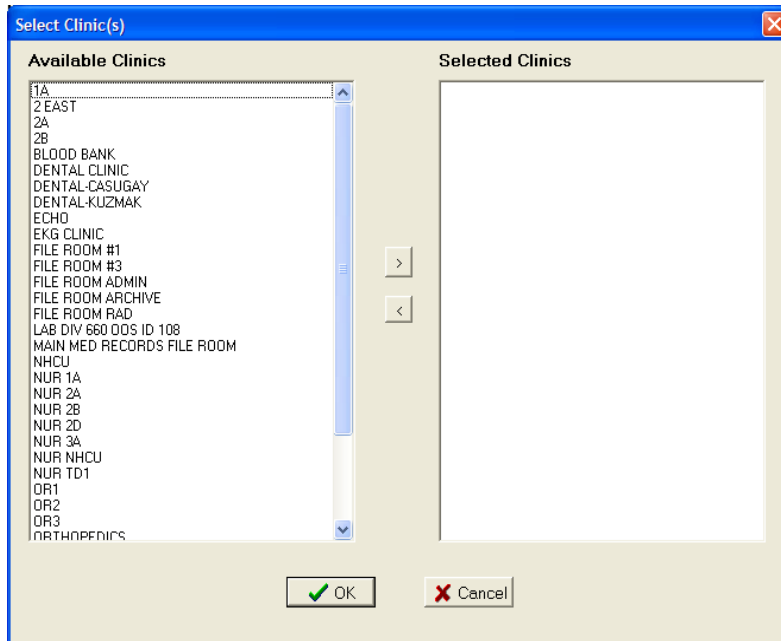 Select Clinic(s)
Available Clinics
Selected Clinics
1A
2 EAST
2A
2B
BLOOD BANK
DENTAL CLINIC
DENTAL-CASUGAY
DENTAL-KUZMAK
ECHO
EKG CLINIC
FILE ROOM #1
FILE ROOM #3
FILE ROOM ADMIN
FILE ROOM ARCHIVE
FILE ROOM RAD
LAB DIV 660 OOS ID 108
MAIN MED RECORDS FILE ROOM
NHCU
NUR 1A
NUR 2A
NUR 2B
NUR 2D
NUR 3A
NUR NHCU
NUR TD1
OR1
OR2
OR3
ORTHOPEDICS
>
<
OK
Cancel